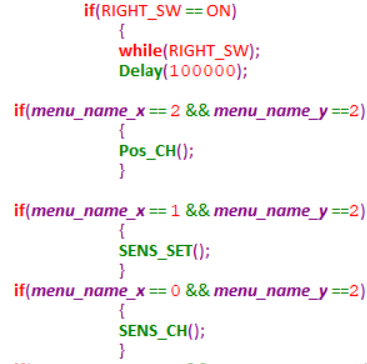 if(RIGHT_SW == ON)
{
while(RIGHT_SW);
Delay(100000);
if(menu_name_x == 2 && menu_name_y ==2)
{
Pos_CH();
}
if(menu_name_x == 1 && menu_name_y ==2)
{
SENS_SET();
}
if(menu_name_x == 0 && menu_name_y ==2)
{
SENS_CH();
}